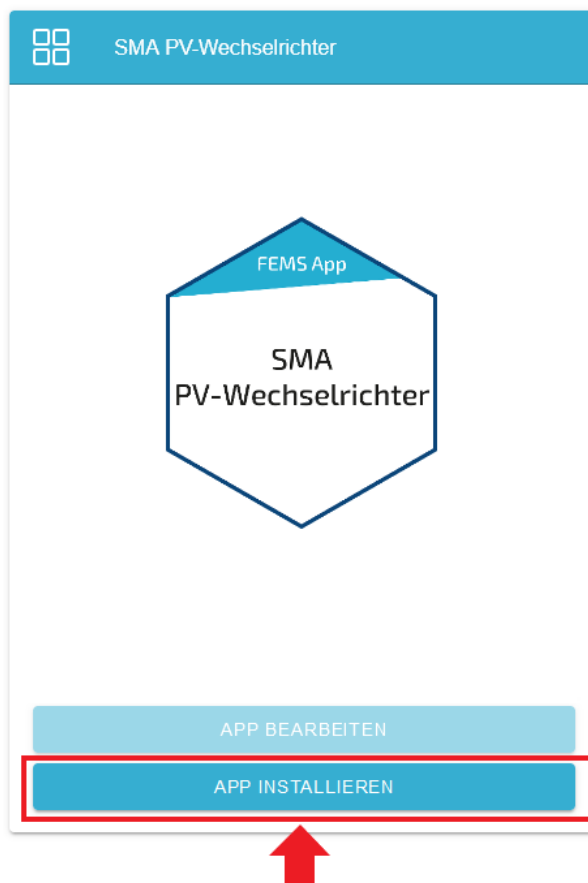 SMA PV-Wechselrichter
FEMS App
SMA
PV-Wechselrichter
APP BEARBEITEN
APP INSTALLIEREN